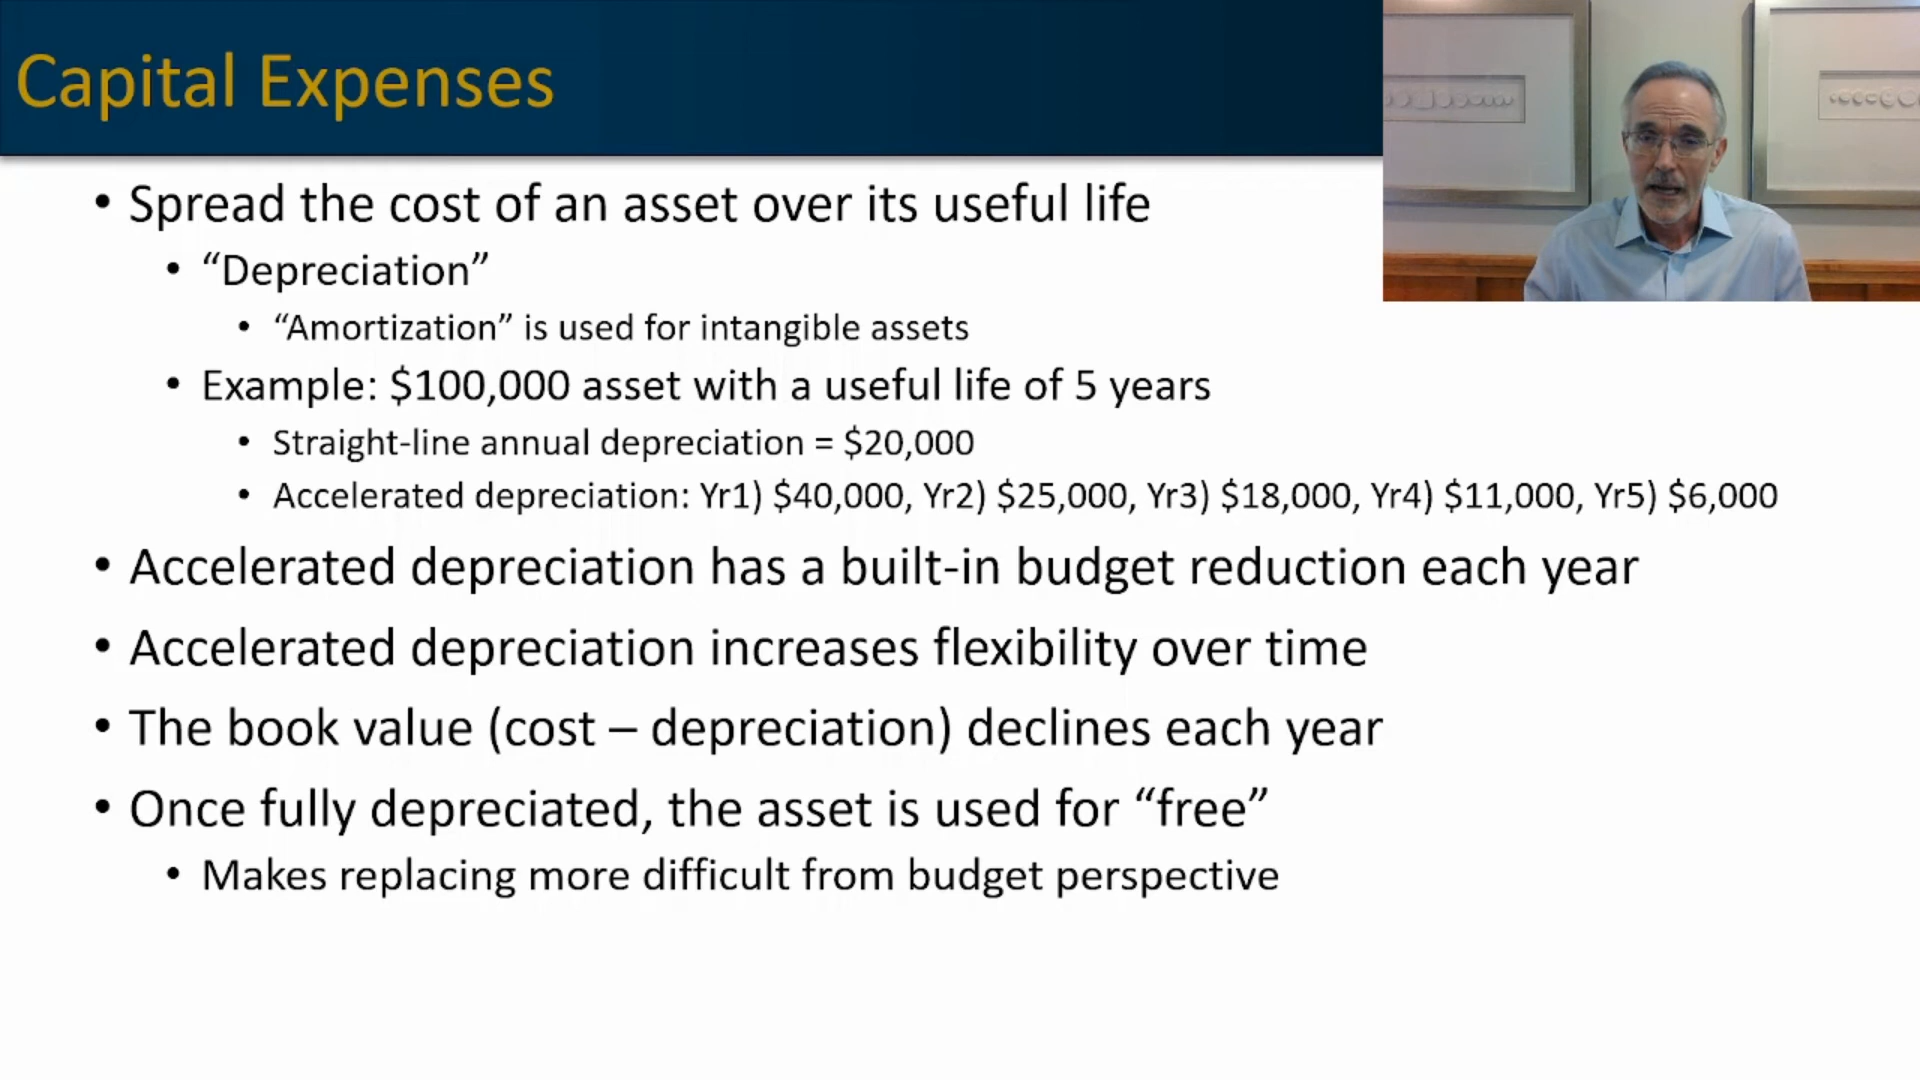 Capital Expenses
• Spread the cost of an asset over its useful life
• “Depreciation”
• “Amortization” is used for intangible assets
• Example: $100,000 asset with a useful life of 5 years
• Straight-line annual depreciation = $20,000
• Accelerated depreciation: Yr1) $40,000, Yr2) $25,000, Yr3) $18,000, Yr4) $11,000, Yr5) $6,000
• Accelerated depreciation has a built-in budget reduction each year
• Accelerated depreciation increases flexibility over time
• The book value (cost – depreciation) declines each year
• Once fully depreciated, the asset is used for “free”
• Makes replacing more difficult from budget perspective